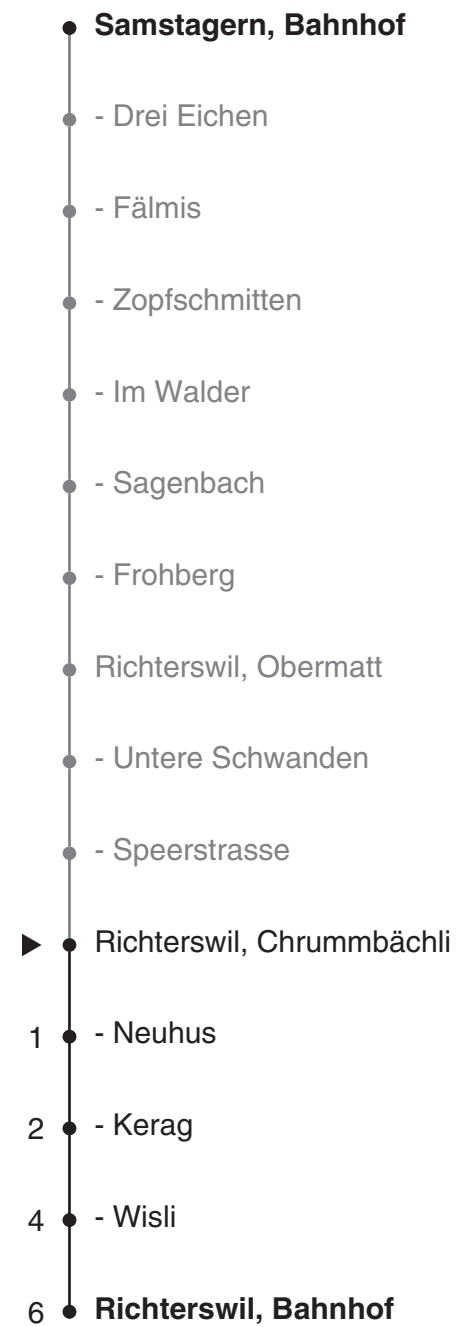 Samstagern, Bahnhof
- Drei Eichen
- Fälmis
- Zopfschmitten
- Im Walder
- Sagenbach
- Frohberg
Richterswil, Obermatt
- Untere Schwanden
- Speerstrasse
Richterswil, Chrummbächli
1 - Neuhus
2 - Kerag
4 - Wisli
6 Richterswil, Bahnhof